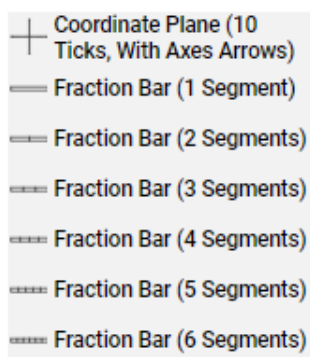 Coordinate Plane (10
Ticks, With Axes Arrows)
Fraction Bar (1 Segment)
Fraction Bar (2 Segments)
Fraction Bar (3 Segments)
Fraction Bar (4 Segments)
Fraction Bar (5 Segments)
Fraction Bar (6 Segments)